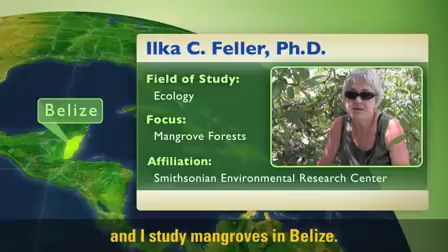 Ilka C. Feller, Ph.D.
Field of Study:
Ecology
Belize
Focus:
Mangrove Forests
Affiliation:
Smithsonian Environmental Research Center
and I study mangroves in Belize.